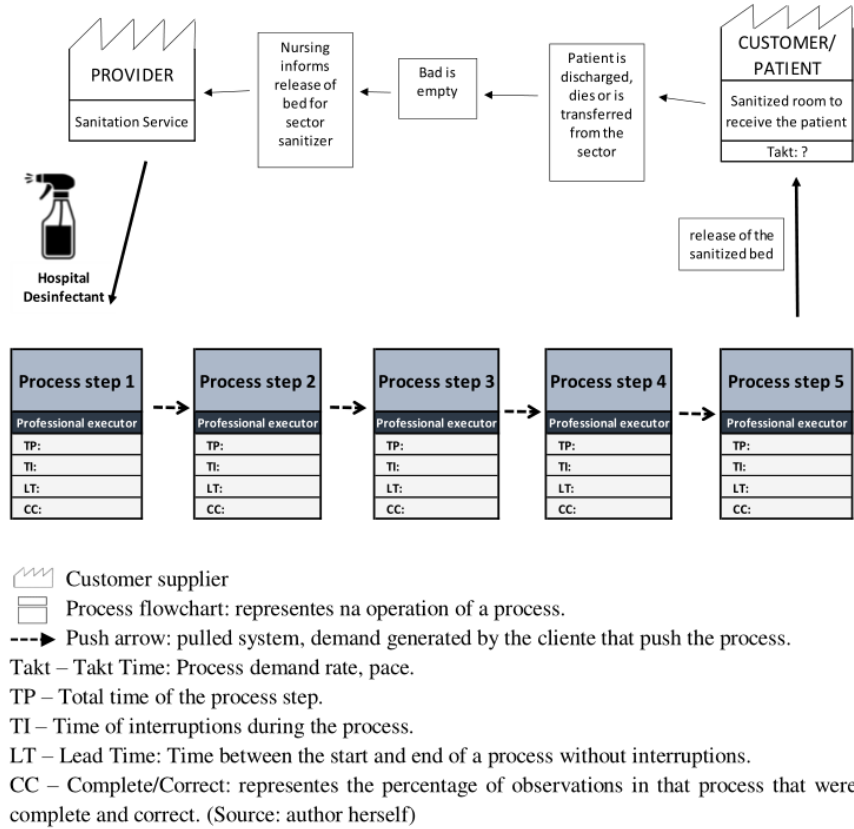 PROVIDER
Sanitation Service
Nursing
informs
release of
bed for
sector
sanitizer
Bad is
empty
Patient is
discharged,
dies or is
transferred
from the
sector
CUSTOMER/
PATIENT
Sanitized room to
receive the patient
Takt: ?
Hospital
Desinfectant
release of the
sanitized bed
Process step 1
Professional executor
TP:
TI:
LT:
CC:
Process step 2
Professional executor
TP:
TI:
LT:
CC:
Process step 3
Professional executor
TP:
TI:
LT:
CC:
Process step 4
Professional executor
TP:
TI:
LT:
CC:
Process step 5
Professional executor
TP:
TI:
LT:
CC:
Customer supplier
Process flowchart: representes na operation of a process.
Push arrow: pulled system, demand generated by the cliente that push the process.
Takt – Takt Time: Process demand rate, pace.
TP – Total time of the process step.
TI – Time of interruptions during the process.
LT – Lead Time: Time between the start and end of a process without interruptions.
CC – Complete/Correct: representes the percentage of observations in that process that were
complete and correct. (Source: author herself)